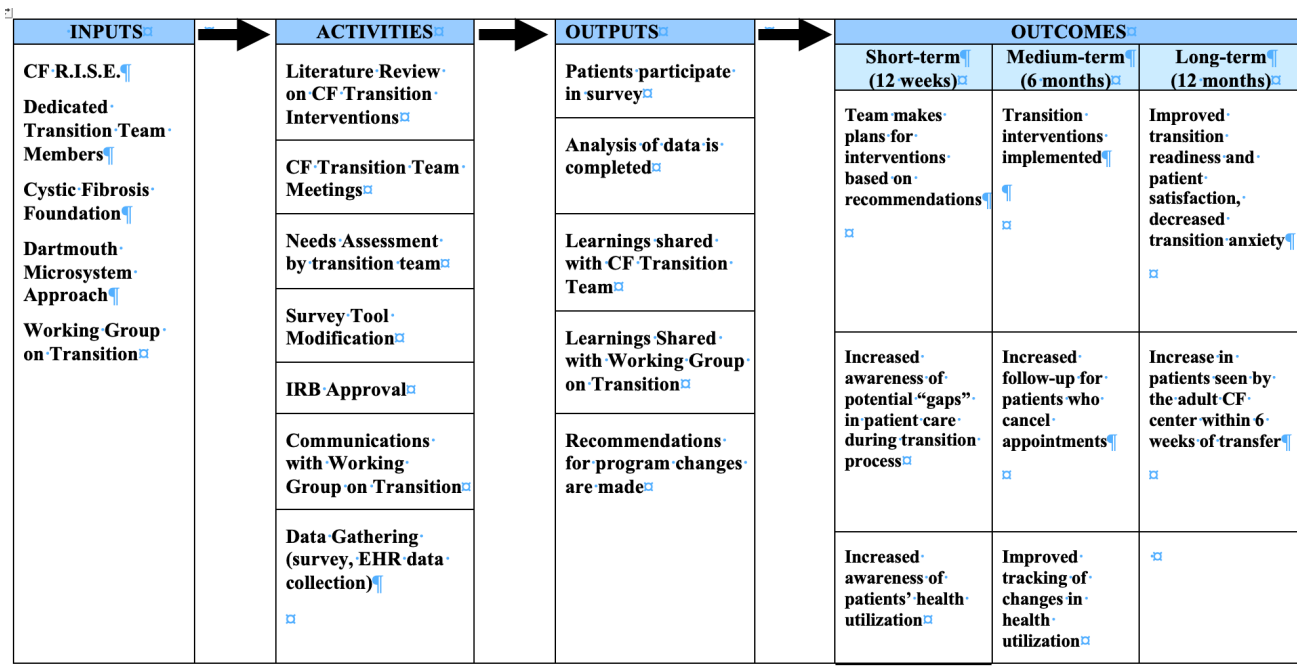 INPUTS
CF R.I.S.E.
Dedicated
Transition Team
Members
Cystic Fibrosis
Foundation
Dartmouth
Microsystem
Approach
Working Group
on Transition
ACTIVITIES
Literature Review
on CF Transition
Interventions
CF Transition Team
Meetings
Needs Assessment
by transition team
Survey Tool
Modification
IRB Approval
Communications
with Working
Group on Transition
Data Gathering
(survey, EHR data
collection)
OUTPUTS
Patients participate
in survey
Analysis of data is
completed
Learnings shared
with CF Transition
Team
Learnings Shared
with Working Group
on Transition
Recommendations
for program changes
are made
OUTCOMES
Short-term
(12 weeks)
Team makes
plans for
interventions
based on
recommendations
Increased
awareness of
potential “gaps”
in patient care
during transition
process
Increased
awareness of
patients’ health
utilization
Medium-term
(6 months)
Transition
interventions
implemented
Increased
follow-up for
patients who
cancel
appointments
Improved
tracking of
changes in
health
utilization
Long-term
(12 months)
Improved
transition
readiness and
patient
satisfaction,
decreased
transition anxiety
Increase in
patients seen by
the adult CF
center within 6
weeks of transfer